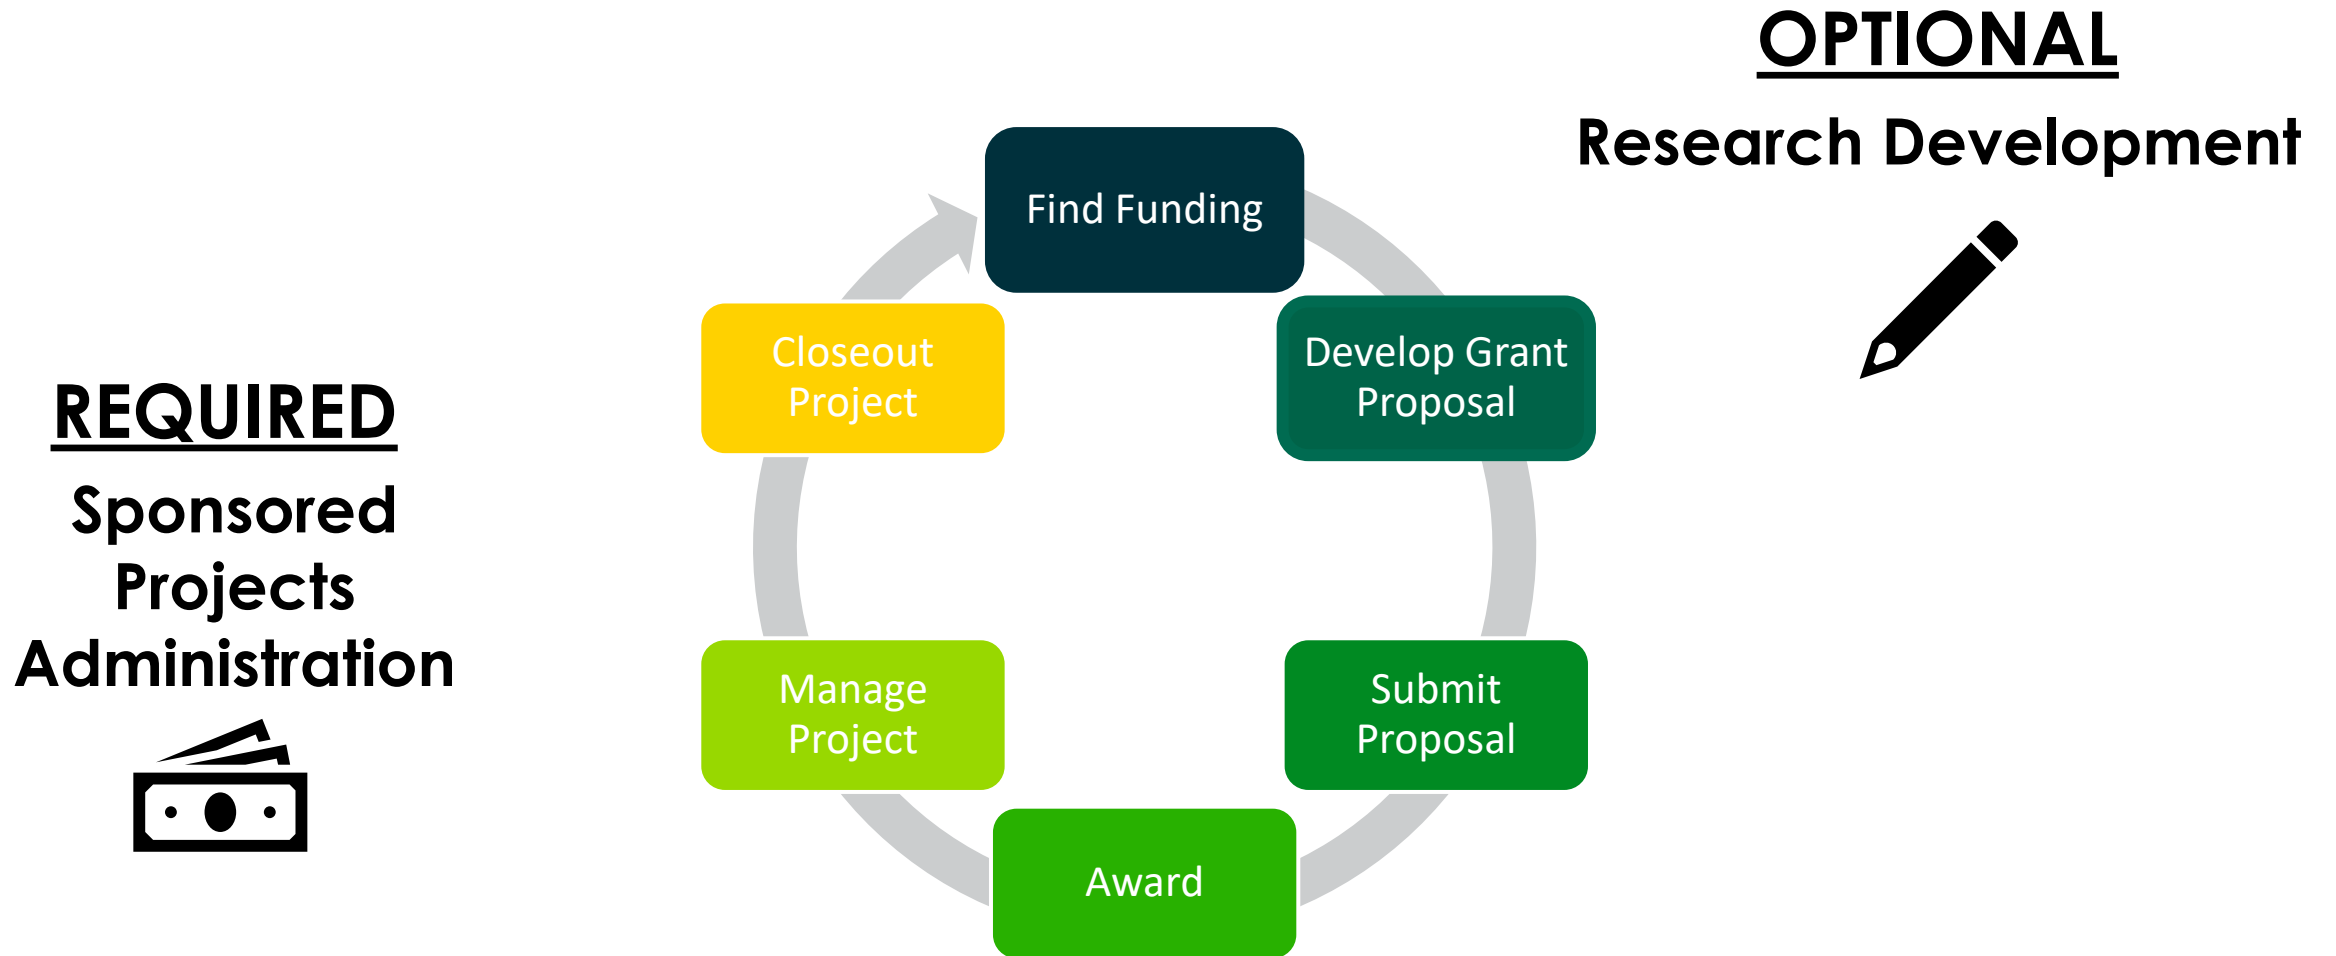 OPTIONAL
Research Development
Find Funding
Develop Grant
Proposal
Submit
Proposal
Award
Manage
Project
Closeout
Project
REQUIRED
Sponsored
Projects
Administration